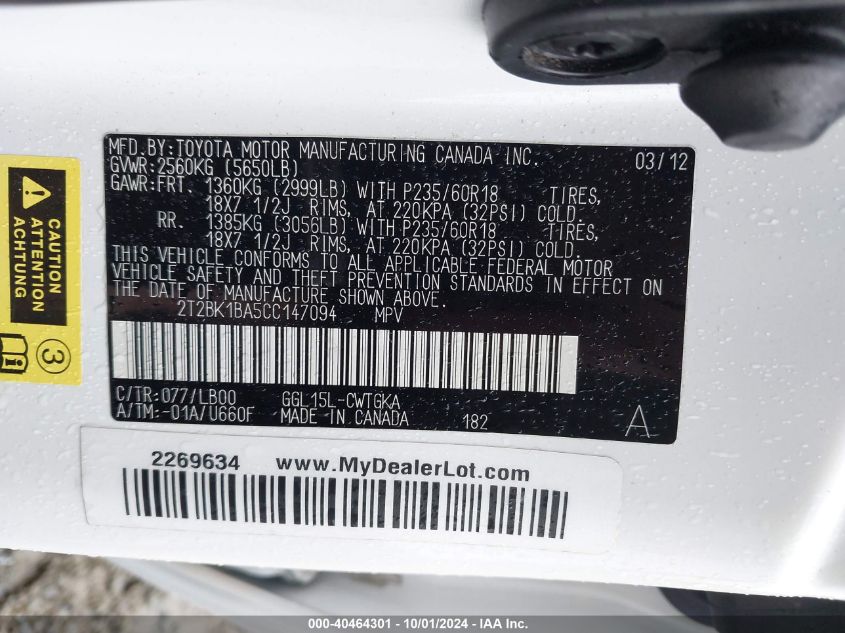 MFD.BY:TOYOTA MOTOR MANUFACTURING CANADA INC. 03/12
GVWR:2560KG (5650LB)
GAWR:FRT. 1360KG (2999LB) WITH P235/60R18 TIRES,
18X7 1/2J RIMS, AT 220KPA (32PSI) COLD.
RR. 1385KG (3056LB) WITH P235/60R18 TIRES,
18X7 1/2J RIMS, AT 220KPA (32PSI) COLD.
THIS VEHICLE CONFORMS TO ALL APPLICABLE FEDERAL MOTOR
VEHICLE SAFETY AND THEFT PREVENTION STANDARDS IN EFFECT ON
THE DATE OF MANUFACTURE SHOWN ABOVE.
2T2BK1BA5CC147094 MPV
C/TR:077/LB00 GGL15L-CWTGKA
A/TM:-01A/U660F MADE IN CANADA 182 A
WARNING
AVERTISSEMENT
3
2269634 www.MyDealerLot.com
000-40464301 - 10/01/2024 - IAA Inc.